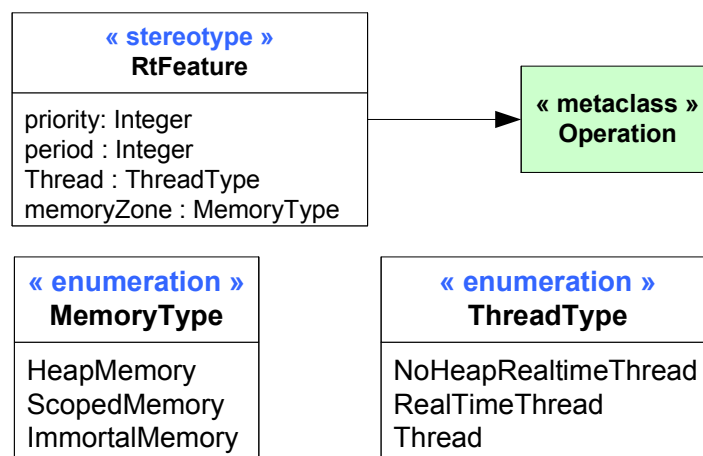 « stereotype »
RtFeature
priority: Integer
period : Integer
Thread : ThreadType
memoryZone : MemoryType
« metaclass »
Operation
« enumeration »
MemoryType
HeapMemory
ScopedMemory
ImmortalMemory
« enumeration »
ThreadType
NoHeapRealtimeThread
RealTimeThread
Thread